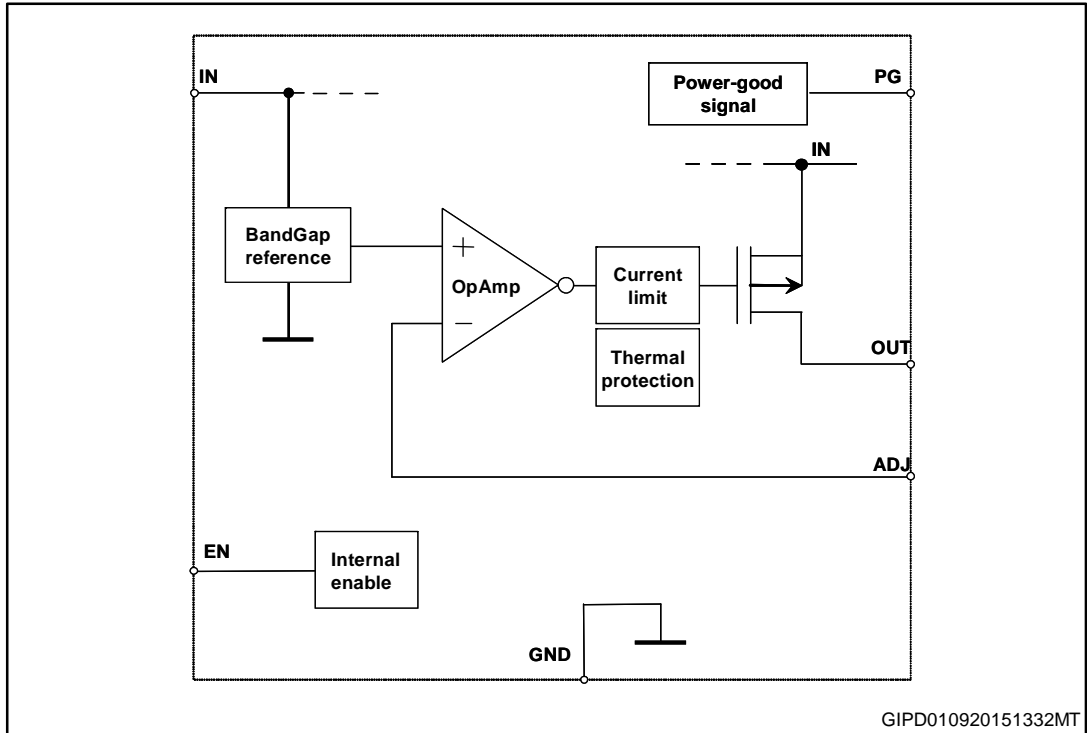 IN
Power-good
signal
PG
IN
BandGap
reference
+
OpAmp
−
Current
limit
Thermal
protection
OUT
ADJ
EN
Internal
enable
GND
GIPD010920151332MT